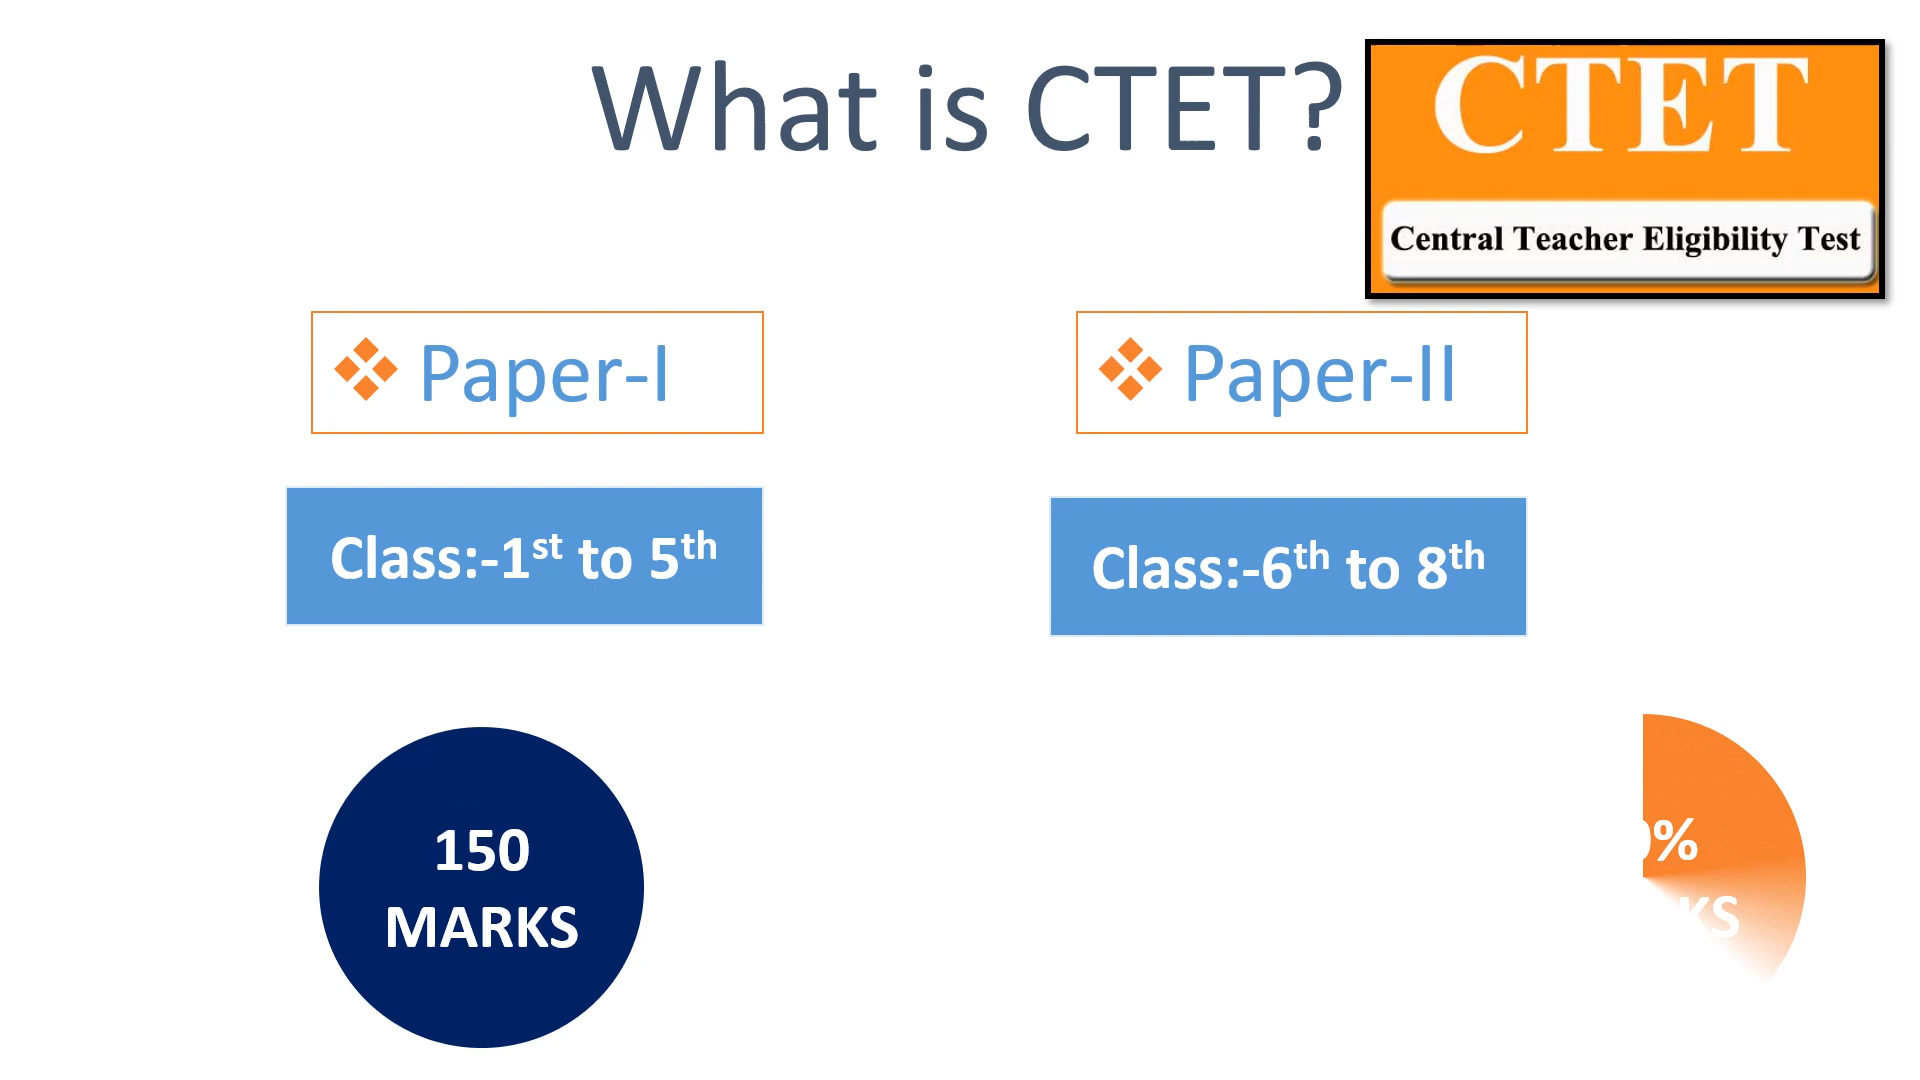 What is CTET?
CTET
Central Teacher Eligibility Test
❖ Paper-I
❖ Paper-II
Class:-1st to 5th
Class:-6th to 8th
150
MARKS